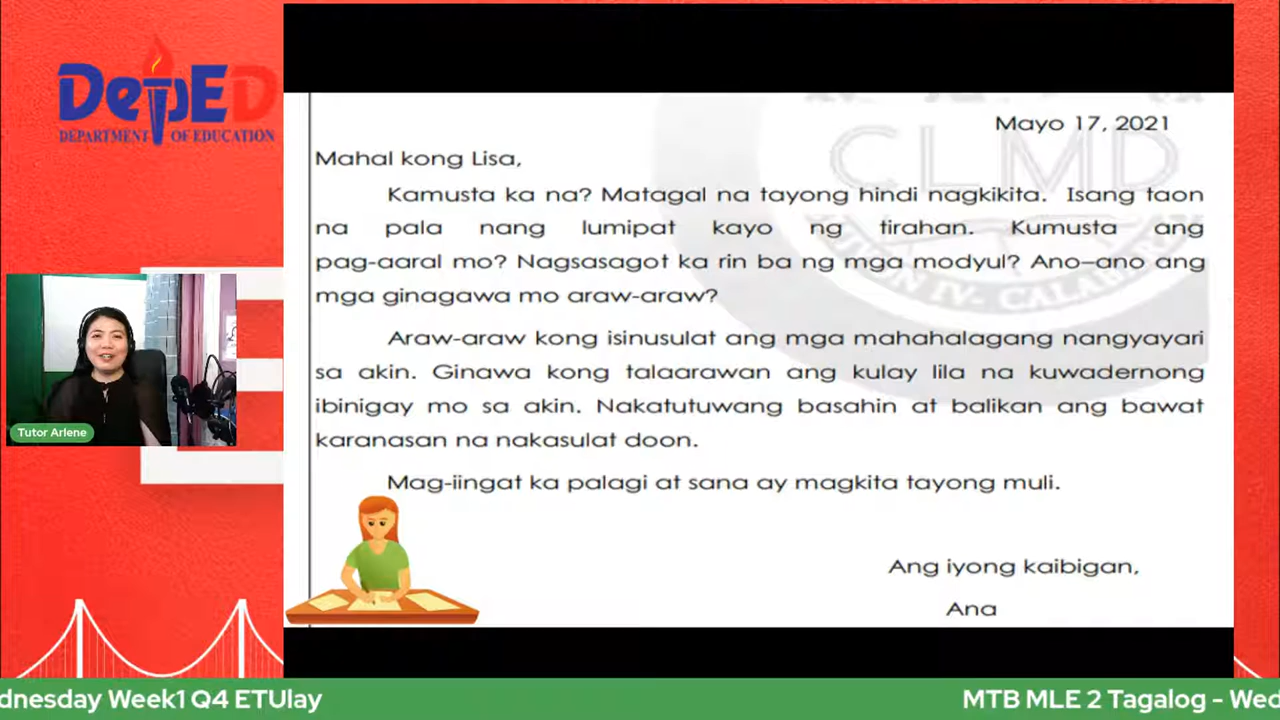 DepED
DEPARTMENT OF EDUCATION
Mayo 17, 2021
CLMD
Mahal kong Lisa,
Kamusta ka na? Matagal na tayong hindi nagkikita. Isang taon
na pala nang lumipat kayo ng tirahan. Kumusta ang
pag-aaral mo? Nagsasagot ka rin ba ng mga modyul? Ano–ano ang
mga ginagawa mo araw-araw?
Araw-araw kong isinusulat ang mga mahahalagang nangyayari
sa akin. Ginawa kong talaarawan ang kulay lila na kuwadernong
ibinigay mo sa akin. Nakatutuwang basahin at balikan ang bawat
karanasan na nakasulat doon.
Mag-iingat ka palagi at sana ay magkita tayong muli.
Ang iyong kaibigan,
Ana
Tutor Arlene
dnesday Week1 Q4 ETUlay
MTB MLE 2 Tagalog - Wed